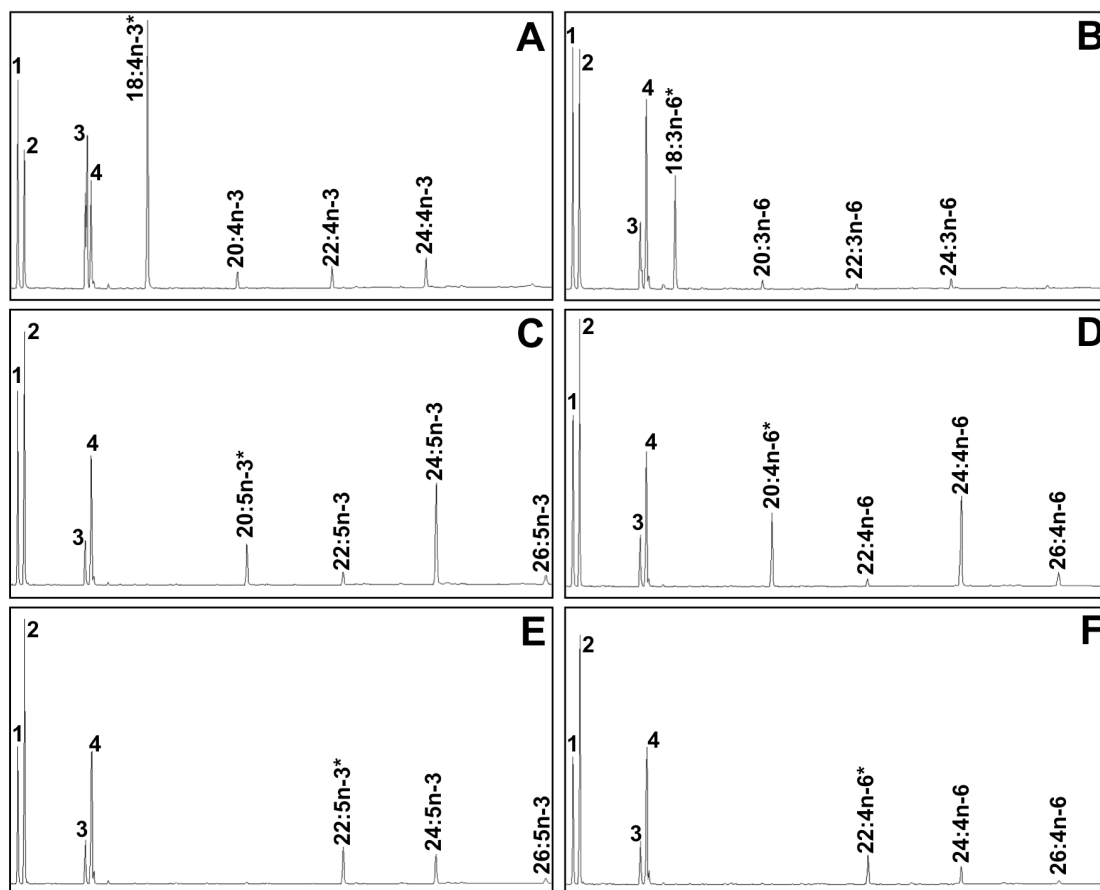 A
1
2
3
4
18:4n-3*
20:4n-3
22:4n-3
24:4n-3
B
1
2
3
4
18:3n-6*
20:3n-6
22:3n-6
24:3n-6
C
1
2
3
4
20:5n-3*
22:5n-3
24:5n-3
26:5n-3
D
1
2
3
4
20:4n-6*
22:4n-6
24:4n-6
26:4n-6
E
1
2
3
4
22:5n-3*
24:5n-3
26:5n-3
F
1
2
3
4
22:4n-6*
24:4n-6
26:4n-6